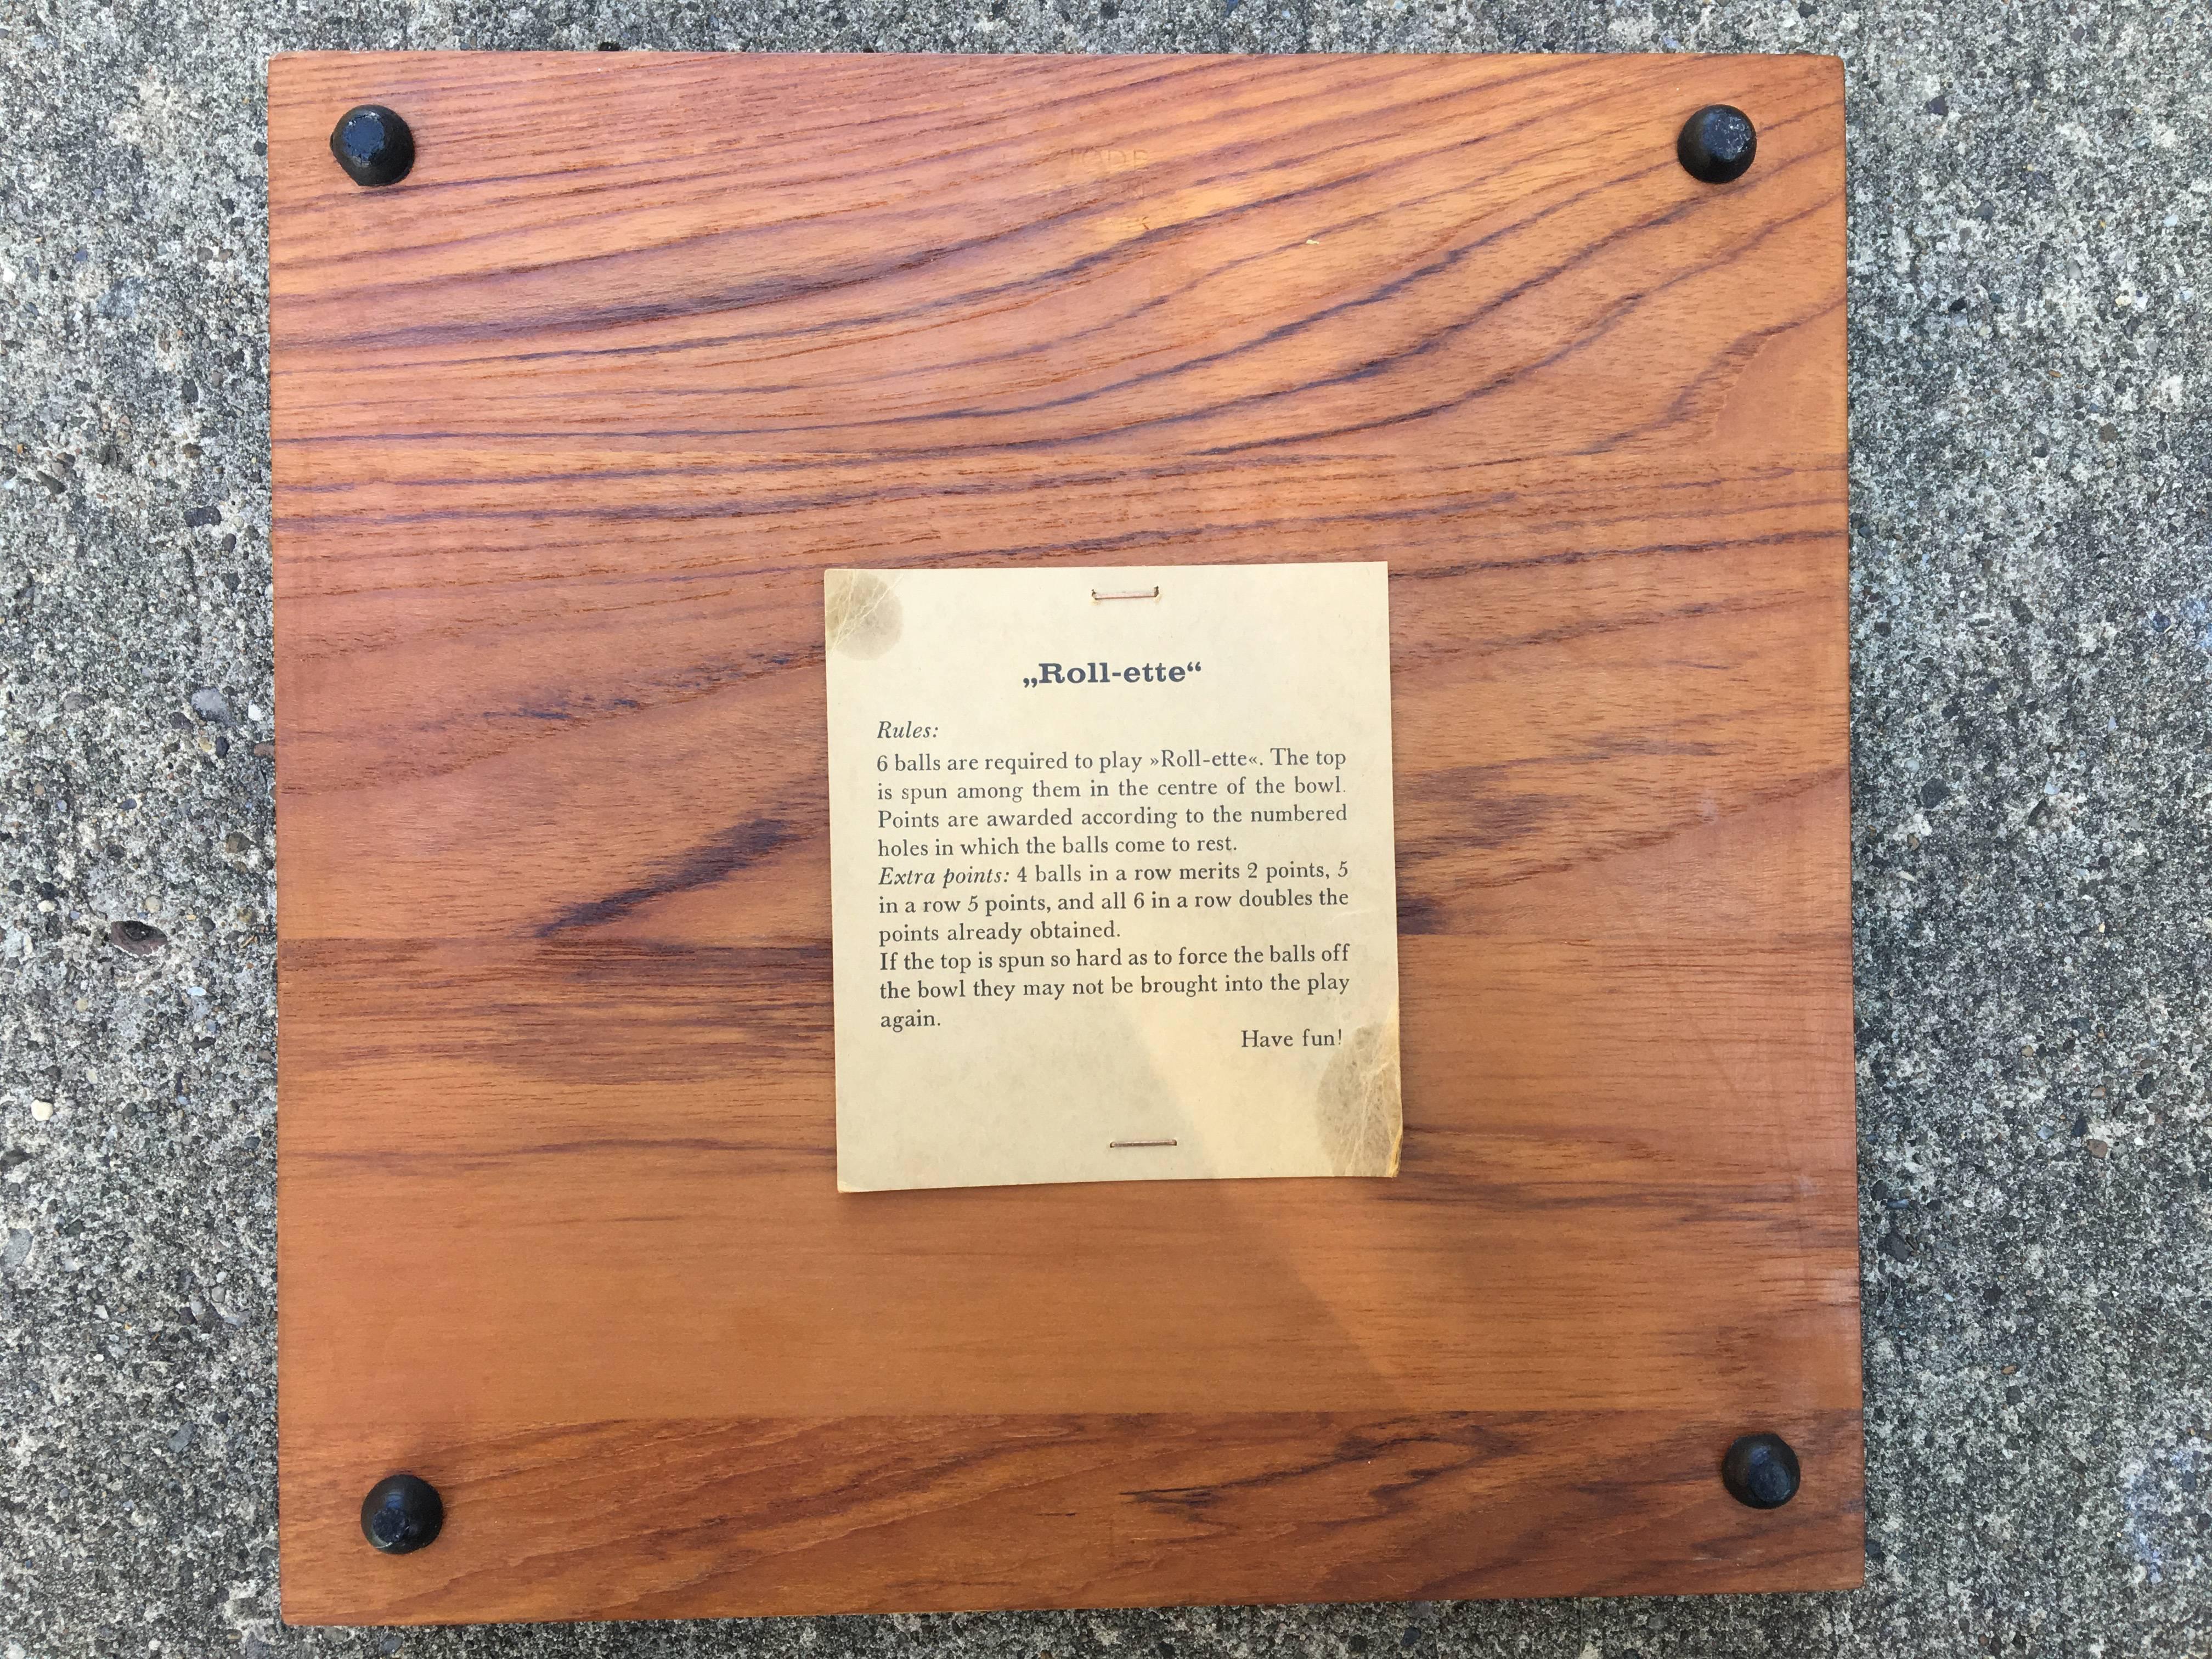 „Roll-ette“
Rules:
6 balls are required to play »Roll-ette«. The top
is spun among them in the centre of the bowl.
Points are awarded according to the numbered
holes in which the balls come to rest.
Extra points: 4 balls in a row merits 2 points, 5
in a row 5 points, and all 6 in a row doubles the
points already obtained.
If the top is spun so hard as to force the balls off
the bowl they may not be brought into the play
again.
Have fun!